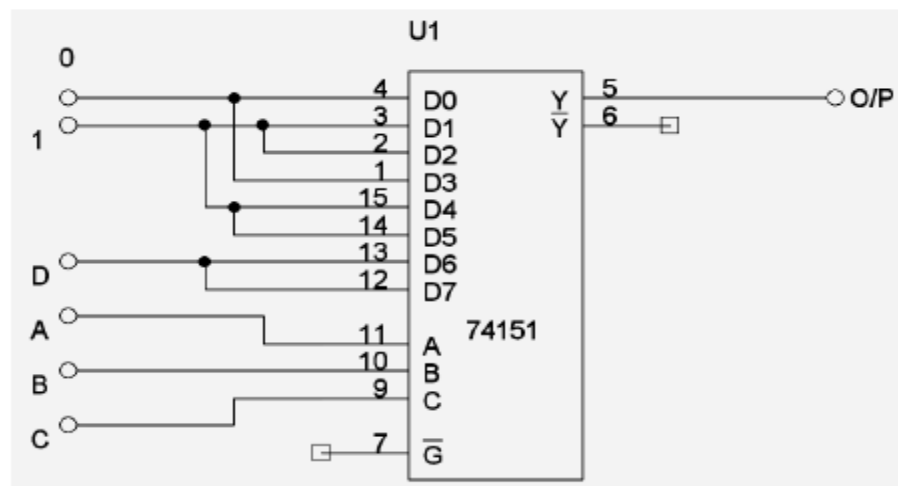 U1
0
4 D0 Y 5 O/P
1 3 D1 Y 6
2 D2
1 D3
15 D4
14 D5
D 13 D6
12 D7
A 11 A 74151
B 10 B
C 9 C
7 G